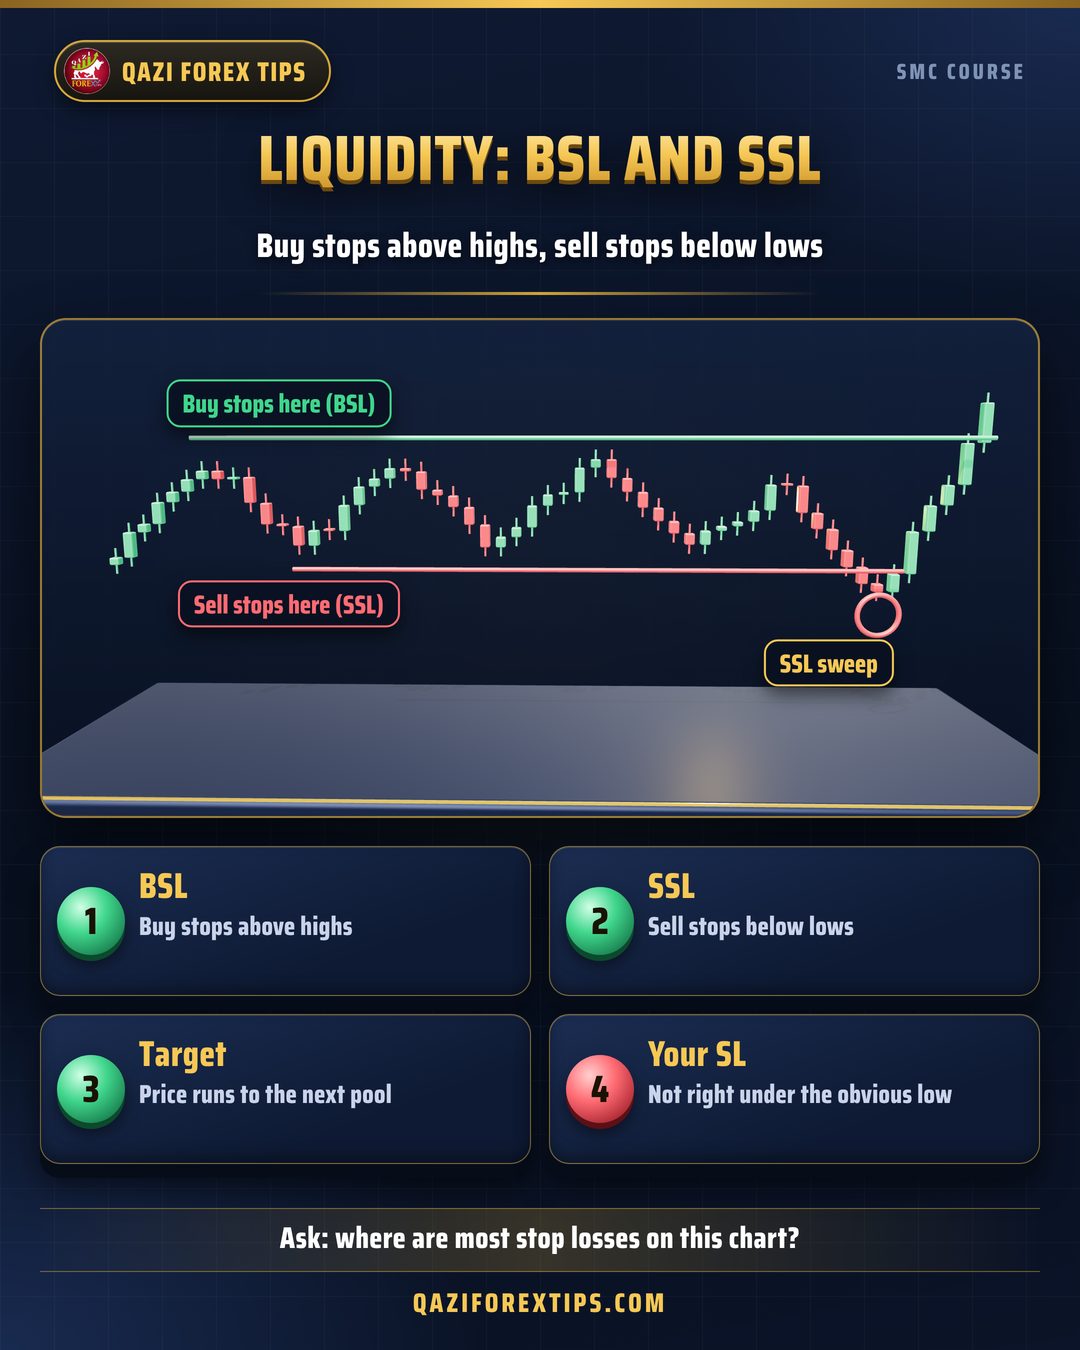 QAZI FOREX TIPS
SMC COURSE
LIQUIDITY: BSL AND SSL
Buy stops above highs, sell stops below lows
Buy stops here (BSL)
Sell stops here (SSL)
SSL sweep
1
BSL
Buy stops above highs
2
SSL
Sell stops below lows
3
Target
Price runs to the next pool
4
Your SL
Not right under the obvious low
Ask: where are most stop losses on this chart?
QAZIFOREXTIPS.COM